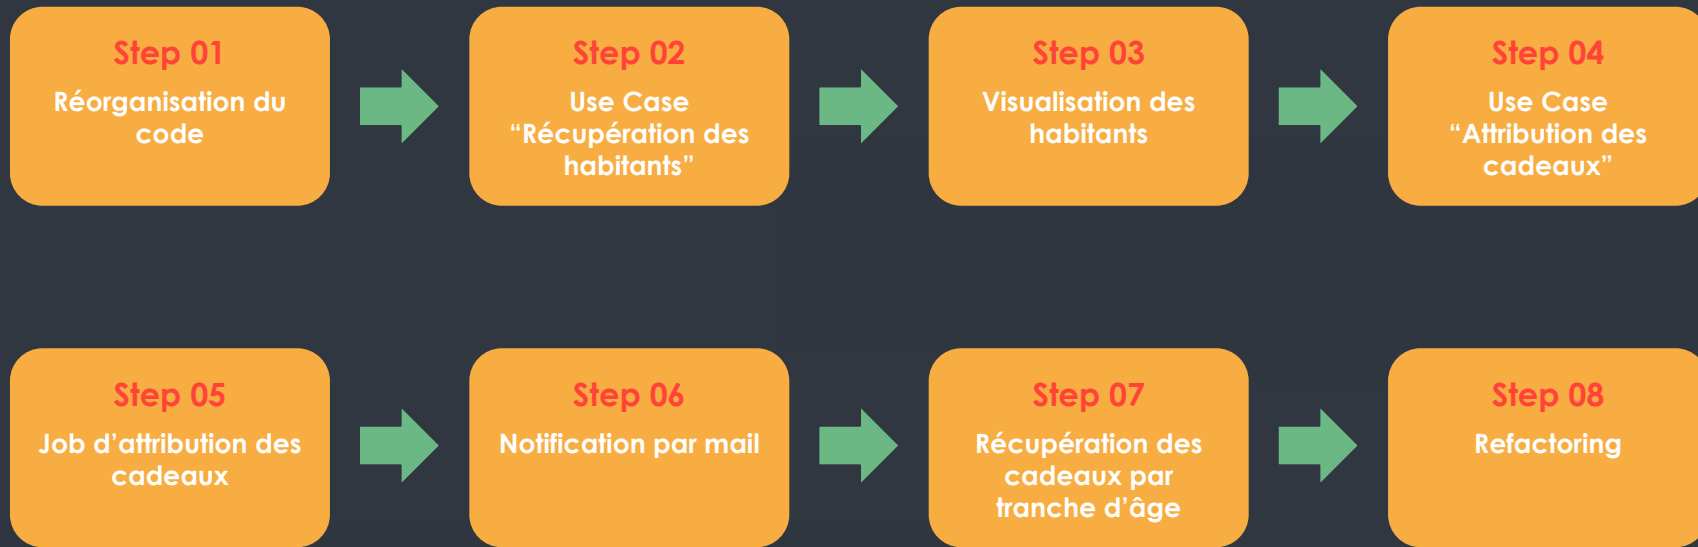 Step 01
Réorganisation du
code
Step 02
Use Case
“Récupération des
habitants”
Step 03
Visualisation des
habitants
Step 04
Use Case
“Attribution des
cadeaux”
Step 05
Job d’attribution des
cadeaux
Step 06
Notification par mail
Step 07
Récupération des
cadeaux par
tranche d’âge
Step 08
Refactoring